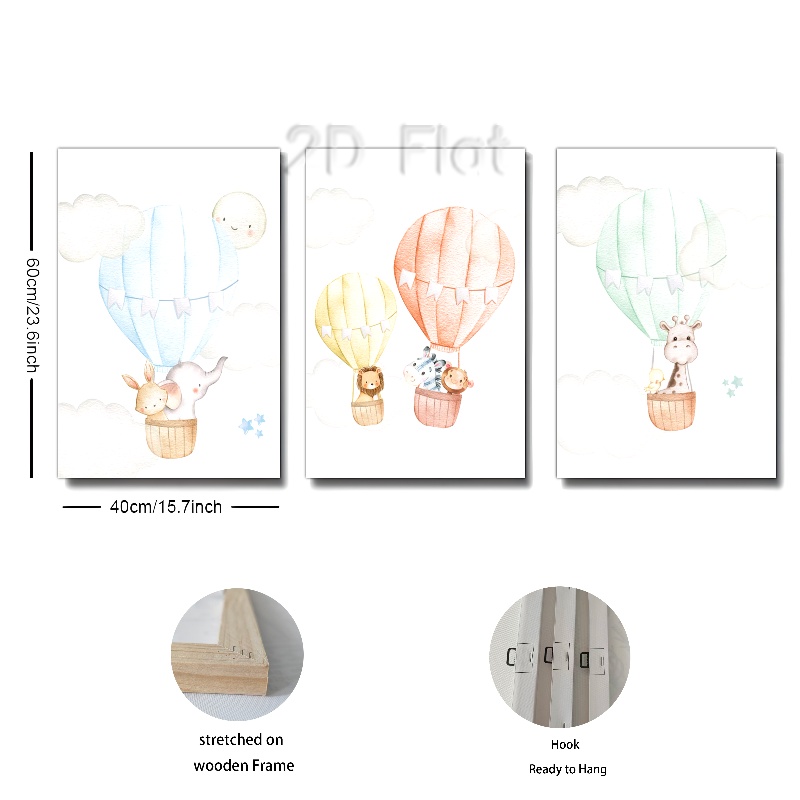 2D Flat
60cm/23.6inch
40cm/15.7inch
stretched on
wooden Frame
Hook
Ready to Hang